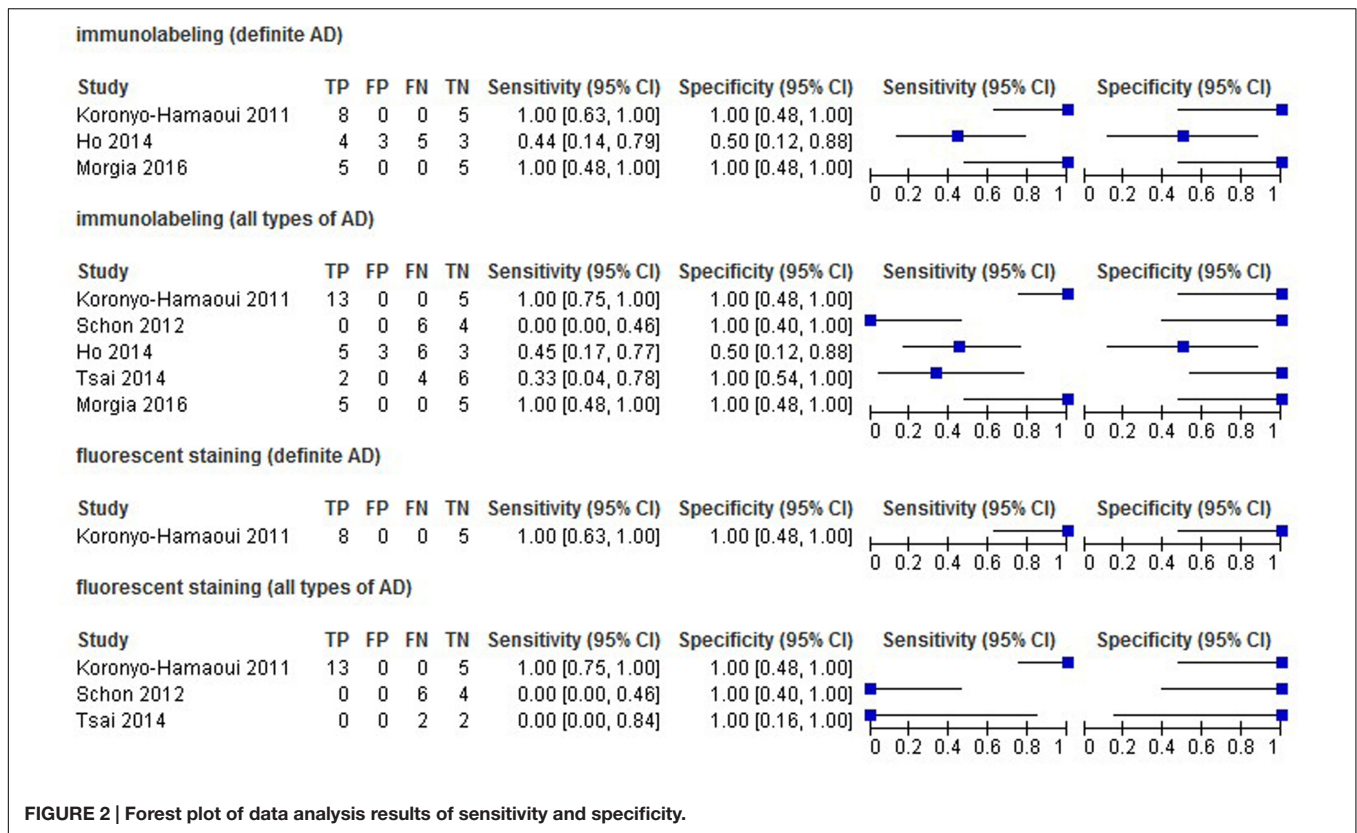 immunolabeling (definite AD)
Study TP FP FN TN Sensitivity (95% CI) Specificity (95% CI) Sensitivity (95% CI) Specificity (95% CI)
Koronyo-Hamaoui 2011 8 0 0 5 1.00 [0.63, 1.00] 1.00 [0.48, 1.00]
Ho 2014 4 3 5 3 0.44 [0.14, 0.79] 0.50 [0.12, 0.88]
Morgia 2016 5 0 0 5 1.00 [0.48, 1.00] 1.00 [0.48, 1.00]
0 0.2 0.4 0.6 0.8 1 0 0.2 0.4 0.6 0.8 1
immunolabeling (all types of AD)
Study TP FP FN TN Sensitivity (95% CI) Specificity (95% CI) Sensitivity (95% CI) Specificity (95% CI)
Koronyo-Hamaoui 2011 13 0 0 5 1.00 [0.75, 1.00] 1.00 [0.48, 1.00]
Schon 2012 0 0 6 4 0.00 [0.00, 0.46] 1.00 [0.40, 1.00]
Ho 2014 5 3 6 3 0.45 [0.17, 0.77] 0.50 [0.12, 0.88]
Tsai 2014 2 0 4 6 0.33 [0.04, 0.78] 1.00 [0.54, 1.00]
Morgia 2016 5 0 0 5 1.00 [0.48, 1.00] 1.00 [0.48, 1.00]
0 0.2 0.4 0.6 0.8 1 0 0.2 0.4 0.6 0.8 1
fluorescent staining (definite AD)
Study TP FP FN TN Sensitivity (95% CI) Specificity (95% CI) Sensitivity (95% CI) Specificity (95% CI)
Koronyo-Hamaoui 2011 8 0 0 5 1.00 [0.63, 1.00] 1.00 [0.48, 1.00]
0 0.2 0.4 0.6 0.8 1 0 0.2 0.4 0.6 0.8 1
fluorescent staining (all types of AD)
Study TP FP FN TN Sensitivity (95% CI) Specificity (95% CI) Sensitivity (95% CI) Specificity (95% CI)
Koronyo-Hamaoui 2011 13 0 0 5 1.00 [0.75, 1.00] 1.00 [0.48, 1.00]
Schon 2012 0 0 6 4 0.00 [0.00, 0.46] 1.00 [0.40, 1.00]
Tsai 2014 0 0 2 2 0.00 [0.00, 0.84] 1.00 [0.16, 1.00]
0 0.2 0.4 0.6 0.8 1 0 0.2 0.4 0.6 0.8 1
FIGURE 2 | Forest plot of data analysis results of sensitivity and specificity.